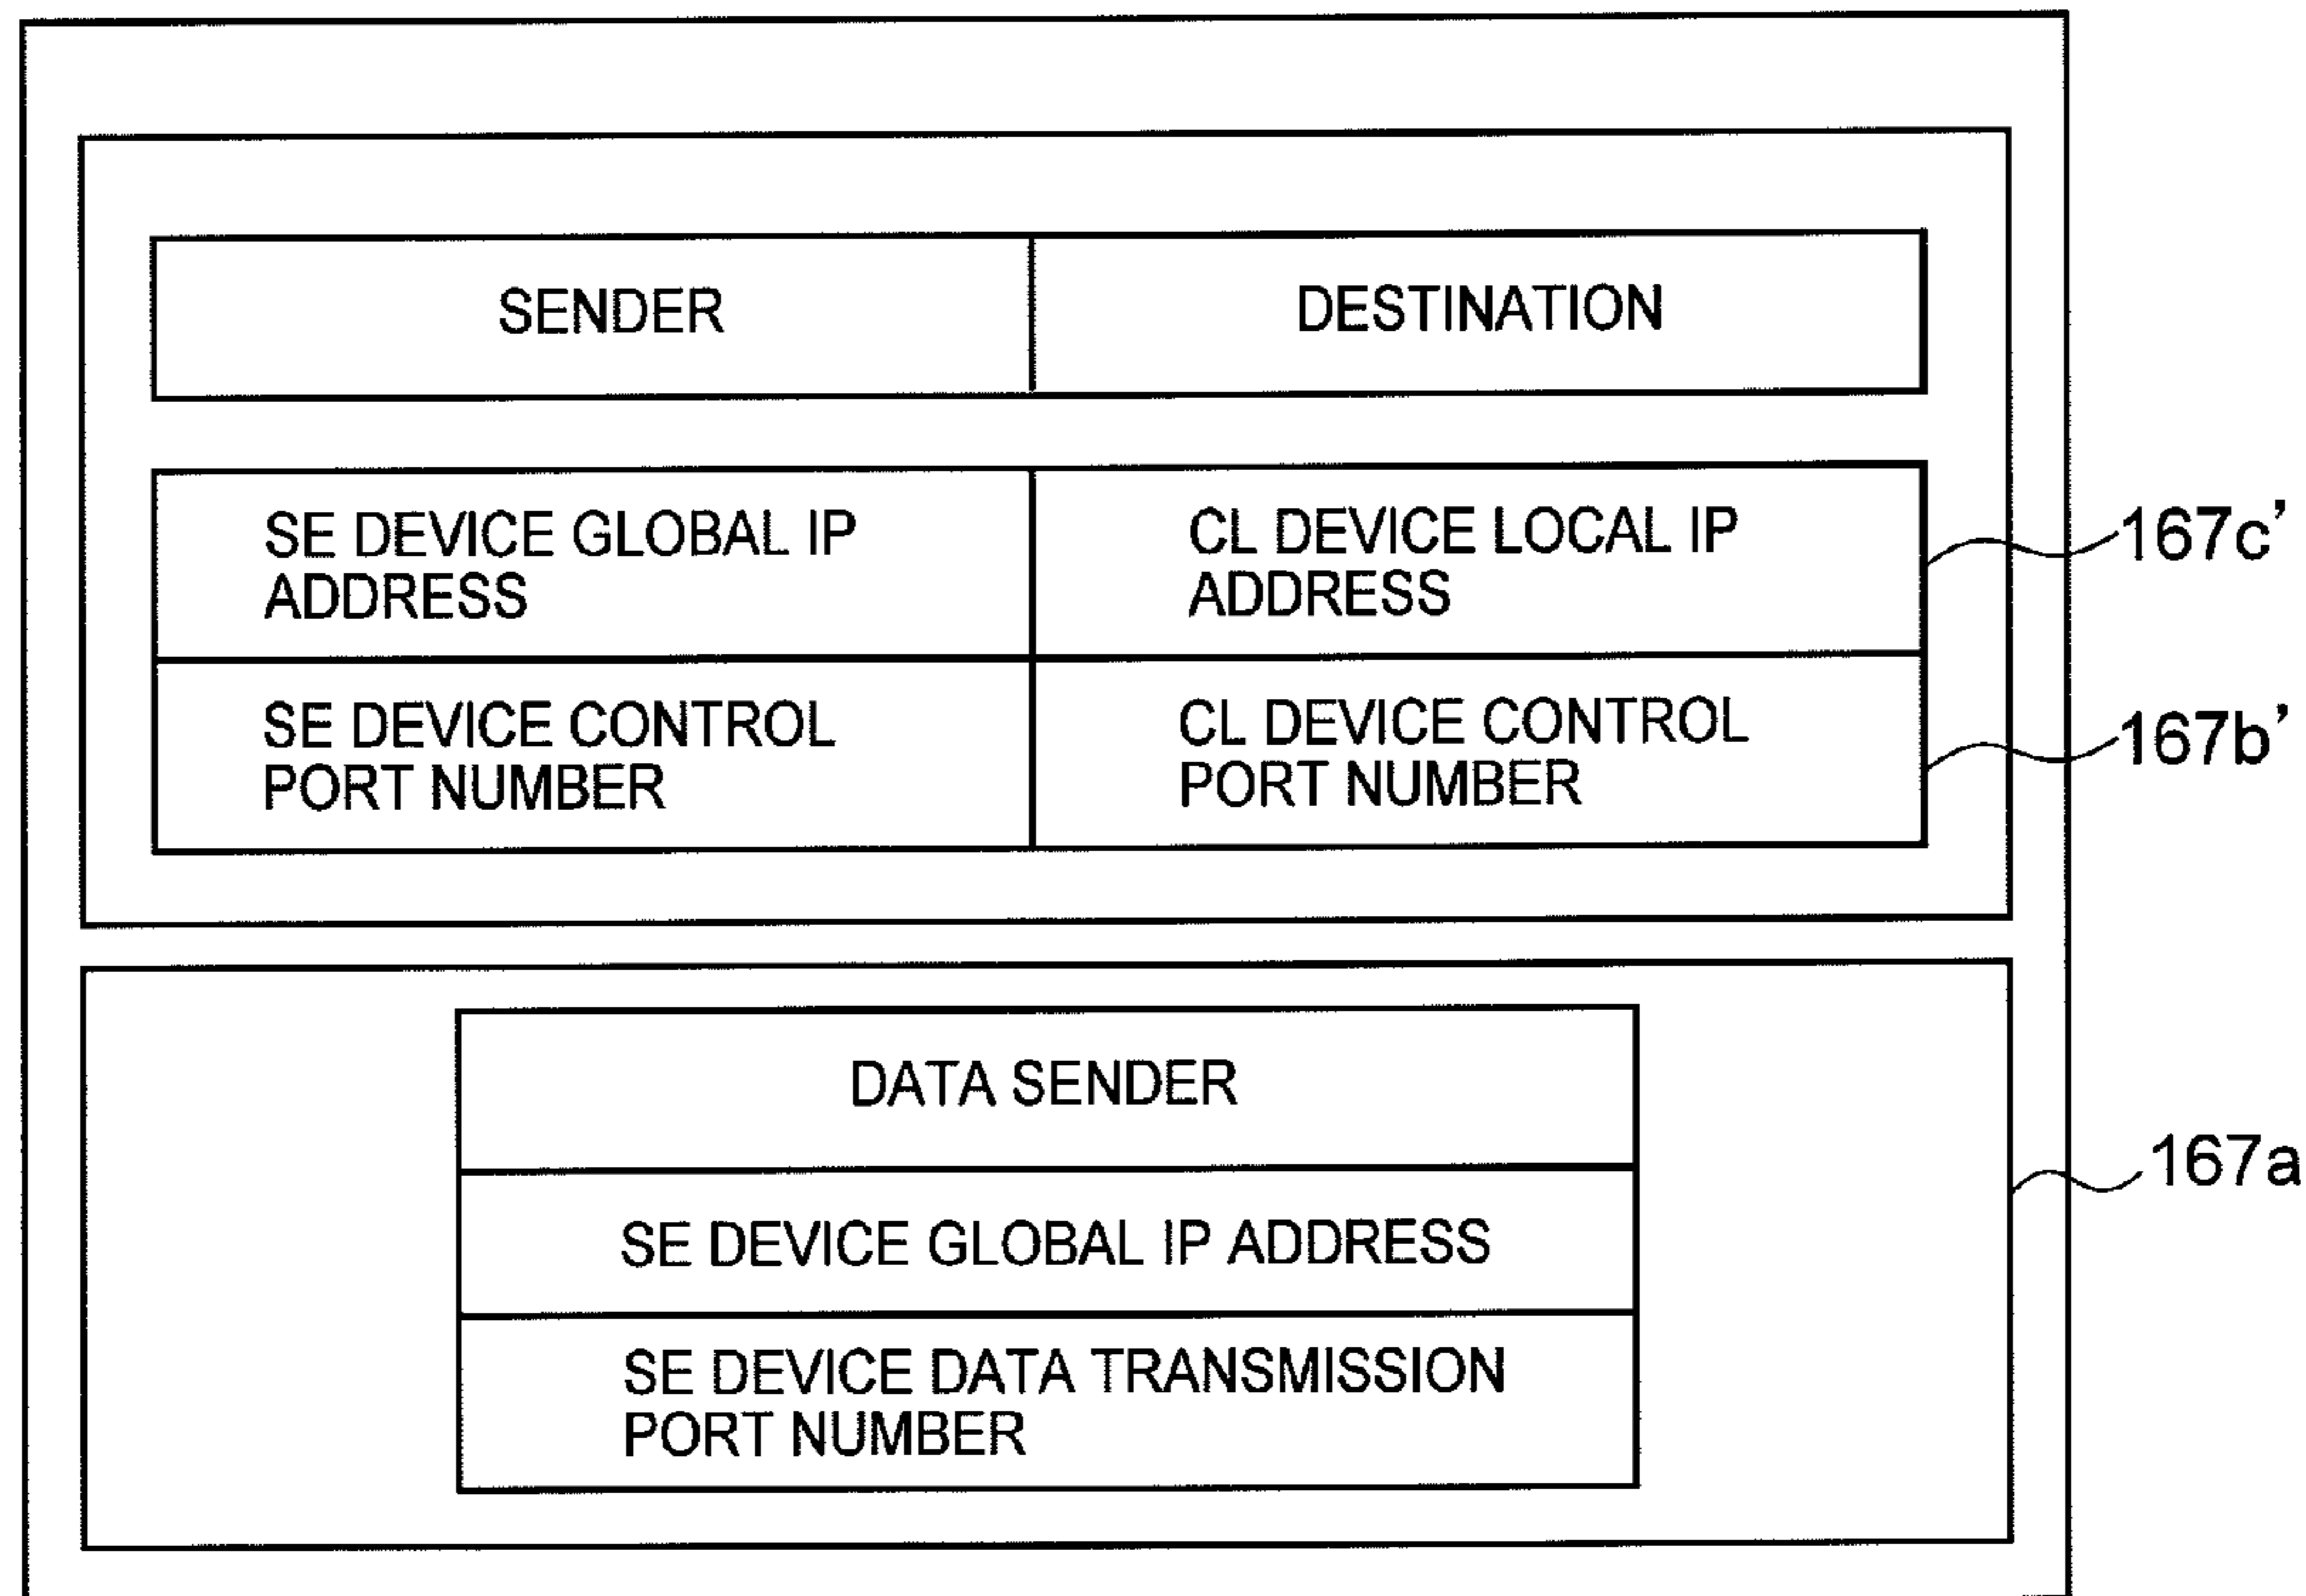 SENDER
DESTINATION
SE DEVICE GLOBAL IP
ADDRESS
CL DEVICE LOCAL IP
ADDRESS
167c’
SE DEVICE CONTROL
PORT NUMBER
CL DEVICE CONTROL
PORT NUMBER
167b’
DATA SENDER
167a
SE DEVICE GLOBAL IP ADDRESS
SE DEVICE DATA TRANSMISSION
PORT NUMBER